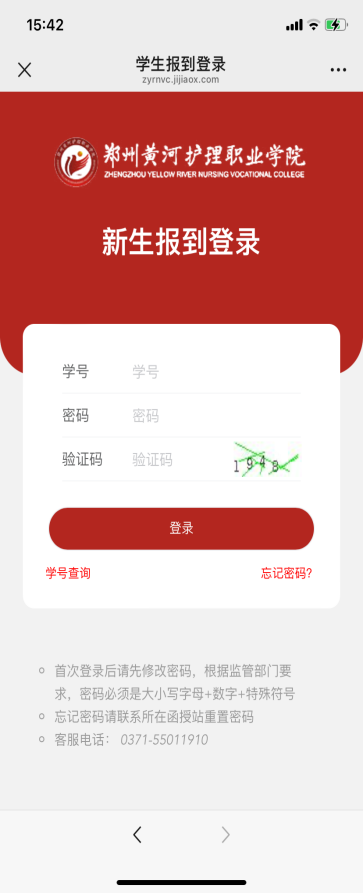 15:42
学生报到登录
zyrnvc.jijiaox.com
郑州黄河护理职业学院
ZHENGZHOU YELLOW RIVER NURSING VOCATIONAL COLLEGE
新生报到登录
学号 学号
密码 密码
验证码 验证码 1948
登录
学号查询 忘记密码?
首次登录后请先修改密码，根据监管部门要
求，密码必须是大小写字母+数字+特殊符号
忘记密码请联系所在函授站重置密码
客服电话： 0371-55011910